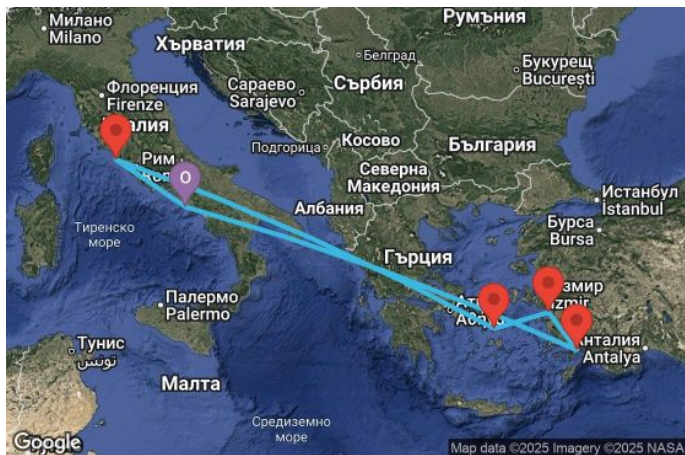 Милано
Milano
РУМЪНИЯ
ХЪРВАТИЯ
Белград
Букурещ
București
Флоренция
Firenze
Сараево
Sarajevo
СЪРБИЯ
Подгорица
КОСОВО
БЪЛГАРИЯ
Рим
СЕВЕРНА
МАКЕДОНИЯ
Истанбул
İstanbul
АЛБАНИЯ
O
Бурса
Bursa
Тиренско
море
ГЪРЦИЯ
Палермо
Palermo
İzmir
Тунис
تونس
Antalya
МАЛТА
Средиземно
море
Google
Map data ©2025 Imagery ©2025 NASA